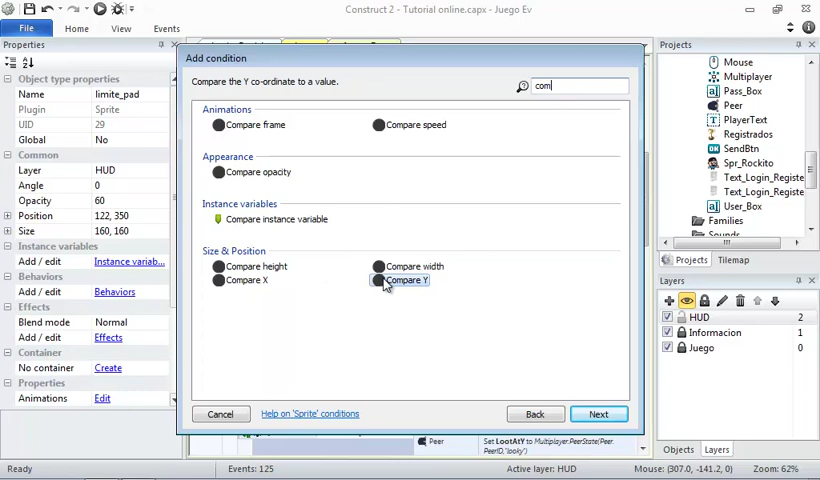 Construct 2 - Tutorial online.capx - Juego Ev
File
Home
View
Events
Properties
Object type properties
Name
limite_pad
Plugin
Sprite
UID
29
Global
No
Common
Layer
HUD
Angle
0
Opacity
60
Position
122, 350
Size
160, 160
Instance variables
Add / edit
Instance variab...
Behaviors
Add / edit
Behaviors
Effects
Blend mode
Normal
Add / edit
Effects
Container
No container
Create
Properties
Animations
Edit
Add condition
Compare the Y co-ordinate to a value.
com
Animations
Compare frame
Compare speed
Appearance
Compare opacity
Instance variables
Compare instance variable
Size & Position
Compare height
Compare width
Compare X
Compare Y
Cancel
Help on 'Sprite' conditions
Back
Next
Peer
Set LootAtY to Multiplayer.PeerState(Peer.
PeerID,"looky")
Projects
Mouse
Multiplayer
Pass_Box
Peer
PlayerText
Registrados
SendBtn
Spr_Rockito
Text_Login_Registe
Text_Login_Registe
User_Box
Families
Projects
Tilemap
Layers
HUD
2
Informacion
1
Juego
0
Objects
Layers
Ready
Events: 125
Active layer: HUD
Mouse: (307.0, -141.2, 0)
Zoom: 62%